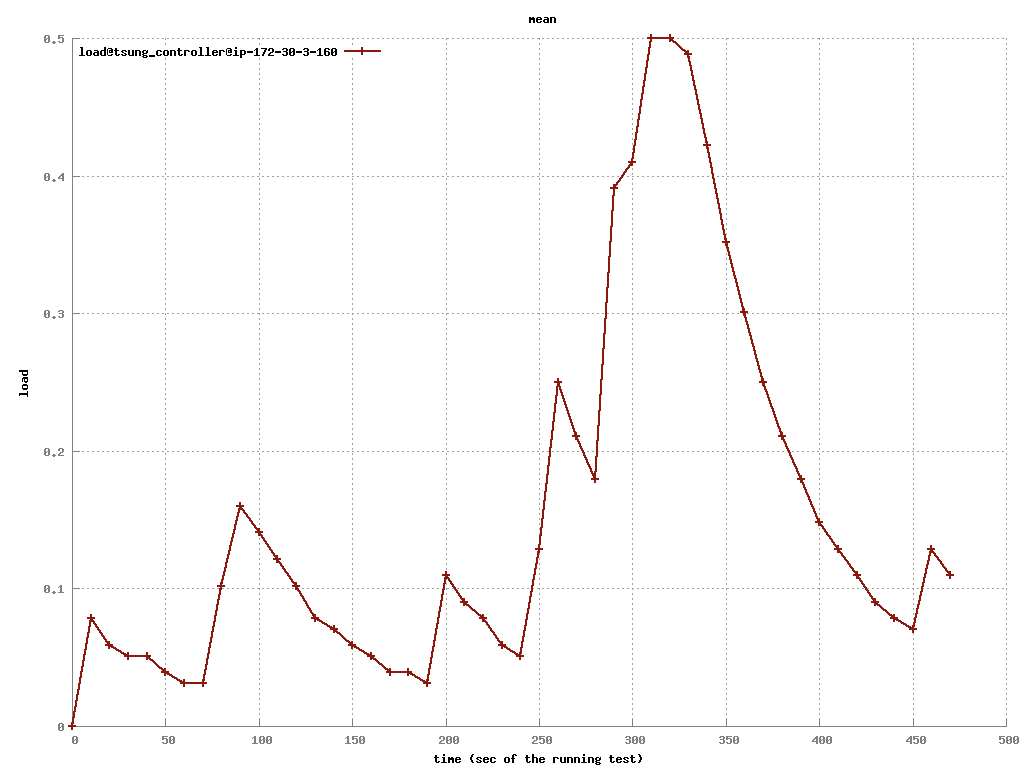 mean
load@tsung_controller@ip-172-30-3-160
0.5
0.4
0.3
0.2
0.1
0
load
0 50 100 150 200 250 300 350 400 450 500
time (sec of the running test)